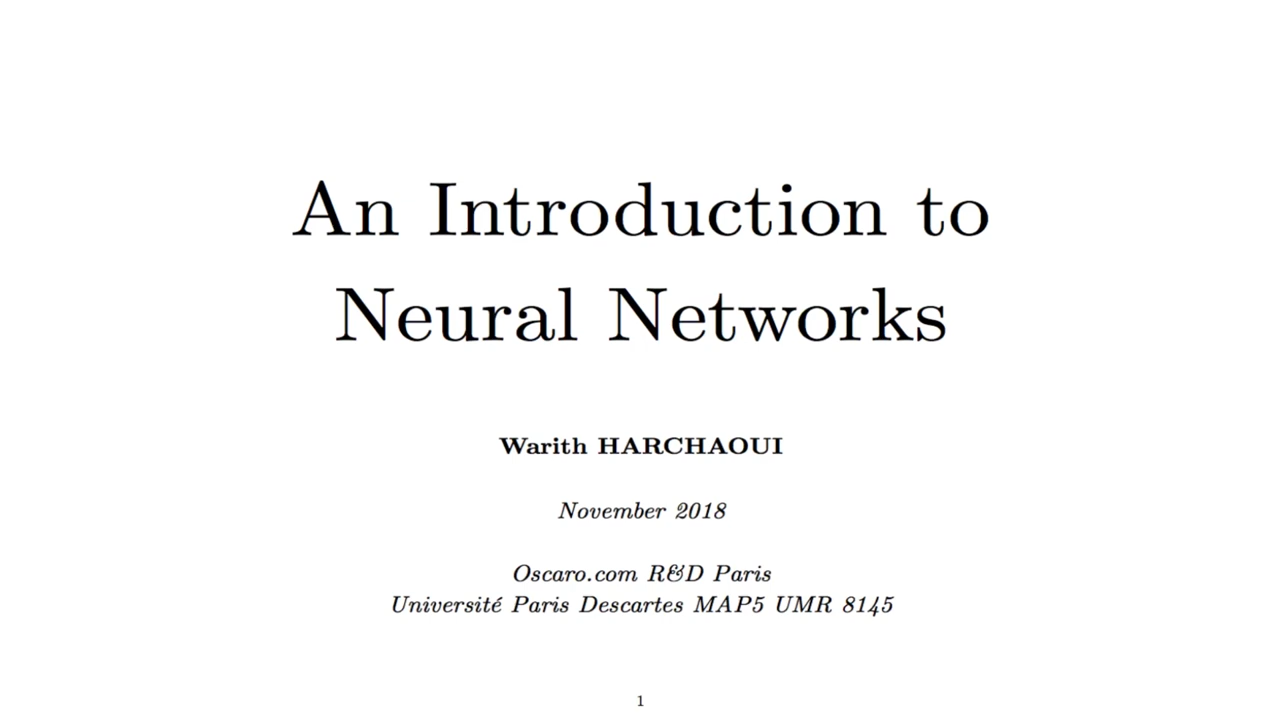 An Introduction to
Neural Networks
Warith HARCHAOUI
November 2018
Oscaro.com R&D Paris
Université Paris Descartes MAP5 UMR 8145
1